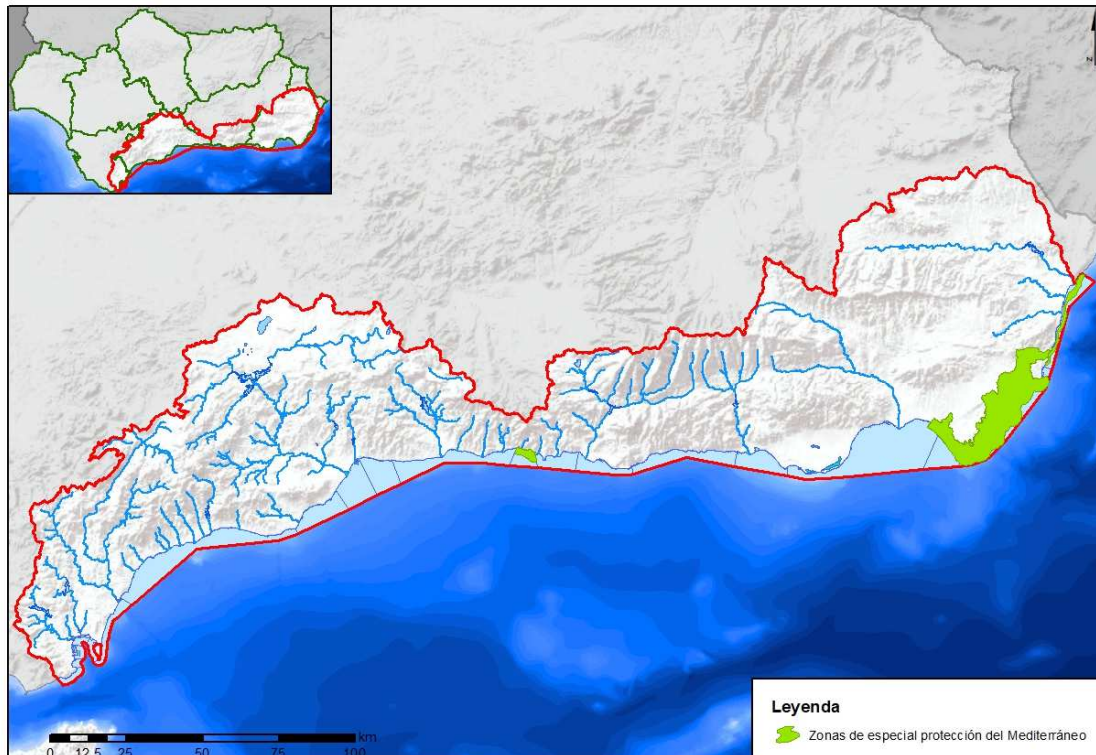 N
Leyenda
Zonas de especial protección del Mediterráneo
km
0 12,5 25 50 75 100